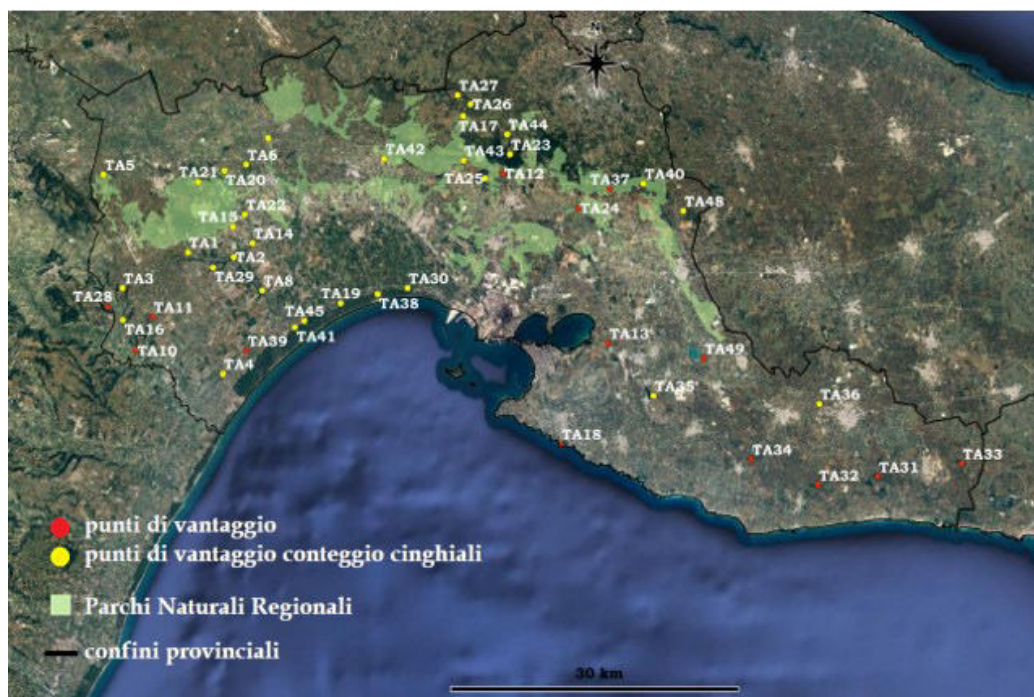 N
TA27
TA26
TA17
TA44
TA6
TA42
TA43
TA23
TA5
TA21
TA20
TA25
TA12
TA37
TA40
TA22
TA24
TA48
TA15
TA14
TA1
TA2
TA29
TA3
TA8
TA30
TA28
TA11
TA19
TA38
TA16
TA45
TA41
TA10
TA39
TA4
TA13
TA49
TA35
TA36
TA18
TA34
TA33
TA31
TA32
punti di vantaggio
punti di vantaggio conteggio cinghiali
Parchi Naturali Regionali
confini provinciali
30 km